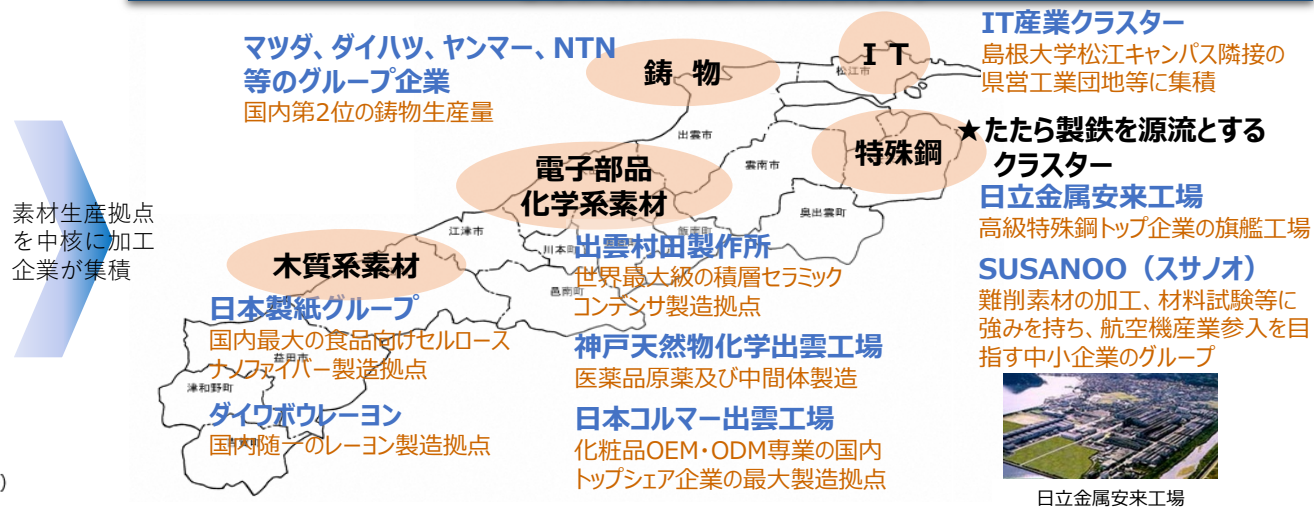 素材生産拠点
を中核に加工
企業が集積
)
マツダ、ダイハツ、ヤンマー、NTN
等のグループ企業
国内第2位の鋳物生産量
鋳 物
I T
松江市
IT産業クラスター
島根大学松江キャンパス隣接の
県営工業団地等に集積
出雲市
雲南市
奥出雲町
飯南町
特殊鋼
★たたら製鉄を源流とする
クラスター
日立金属安来工場
高級特殊鋼トップ企業の旗艦工場
SUSANOO(スサノオ)
難削素材の加工、材料試験等に
強みを持ち、航空機産業参入を目
指す中小企業のグループ
日立金属安来工場
電子部品
化学系素材
江津市
川本町
邑南町
出雲村田製作所
世界最大級の積層セラミック
コンデンサ製造拠点
神戸天然物化学出雲工場
医薬品原薬及び中間体製造
日本コルマー出雲工場
化粧品OEM・ODM専業の国内
トップシェア企業の最大製造拠点
木質系素材
日本製紙グループ
国内最大の食品向けセルロース
ナノファイバー製造拠点
益田市
津和野町
ダイワボウレーヨン
国内随一のレーヨン製造拠点